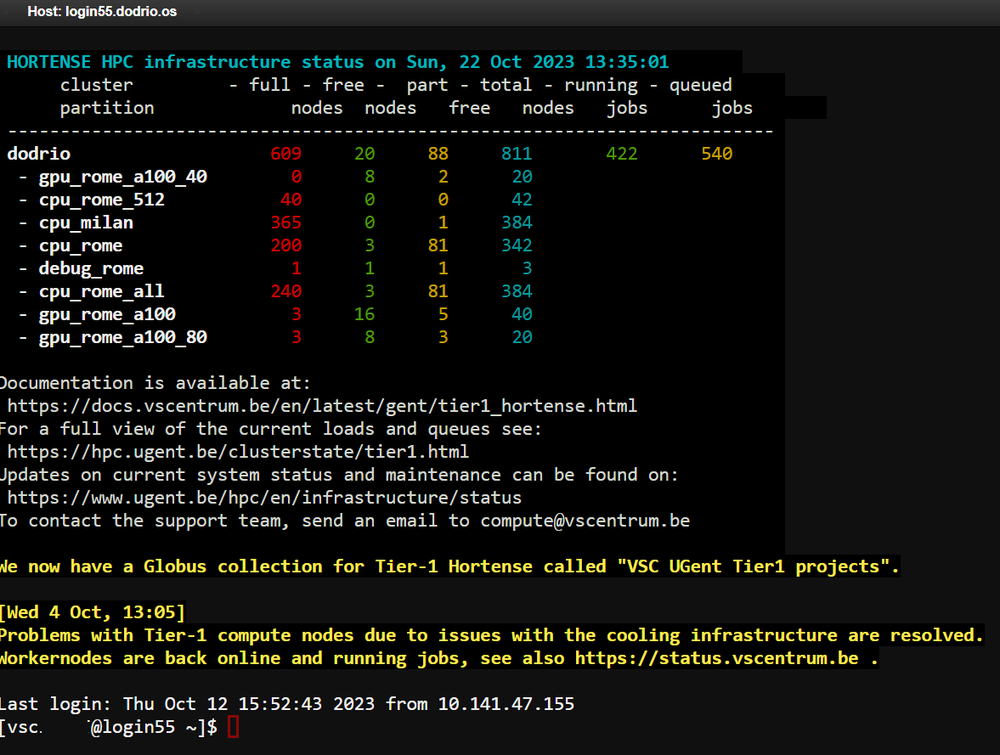 Host: login55.dodrio.os
HORTENSE HPC infrastructure status on Sun, 22 Oct 2023 13:35:01
cluster - full - free - part - total - running - queued
partition nodes nodes free nodes jobs jobs
-------------------------------------------------------------------------
dodrio 609 20 88 811 422 540
- gpu_rome_a100_40 0 8 2 20
- cpu_rome_512 40 0 0 42
- cpu_milan 365 0 1 384
- cpu_rome 200 3 81 342
- debug_rome 1 1 1 3
- cpu_rome_all 240 3 81 384
- gpu_rome_a100 3 16 5 40
- gpu_rome_a100_80 3 8 3 20
Documentation is available at:
https://docs.vscentrum.be/en/latest/gent/tier1_hortense.html
For a full view of the current loads and queues see:
https://hpc.ugent.be/clusterstate/tier1.html
Updates on current system status and maintenance can be found on:
https://www.ugent.be/hpc/en/infrastructure/status
To contact the support team, send an email to compute@vscentrum.be
We now have a Globus collection for Tier-1 Hortense called "VSC UGent Tier1 projects".
[Wed 4 Oct, 13:05]
Problems with Tier-1 compute nodes due to issues with the cooling infrastructure are resolved.
Workernodes are back online and running jobs, see also https://status.vscentrum.be .
Last login: Thu Oct 12 15:52:43 2023 from 10.141.47.155
[vsc @login55 ~]$